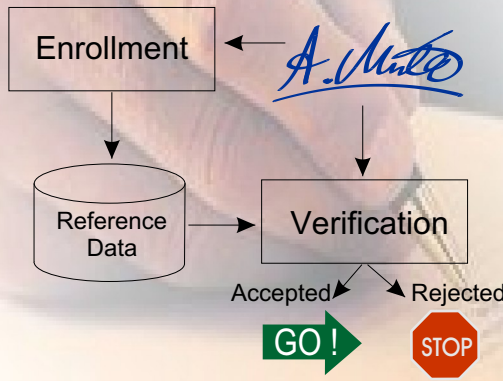 Enrollment
Reference
Data
Verification
Accepted
Rejected
GO !
STOP